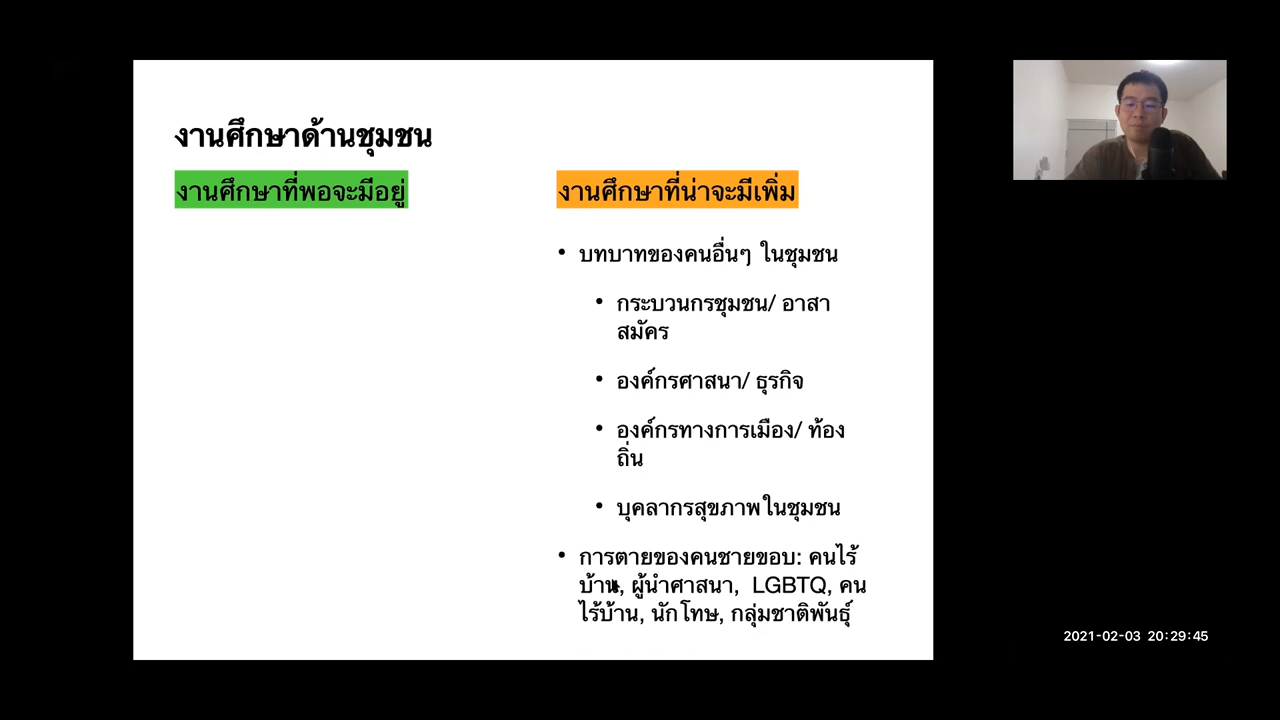 งานศึกษาด้านชุมชน
งานศึกษาที่พอจะมีอยู่
งานศึกษาที่น่าจะมีเพิ่ม
• บทบาทของคนอื่นๆ ในชุมชน
• กระบวนกรชุมชน/ อาสา
สมัคร
• องค์กรศาสนา/ ธุรกิจ
• องค์กรทางการเมือง/ ท้อง
ถิ่น
• บุคลากรสุขภาพในชุมชน
• การตายของคนชายขอบ: คนไร้
บ้าน, ผู้นำศาสนา, LGBTQ, คน
ไร้บ้าน, นักโทษ, กลุ่มชาติพันธุ์
2021-02-03 20:29:45